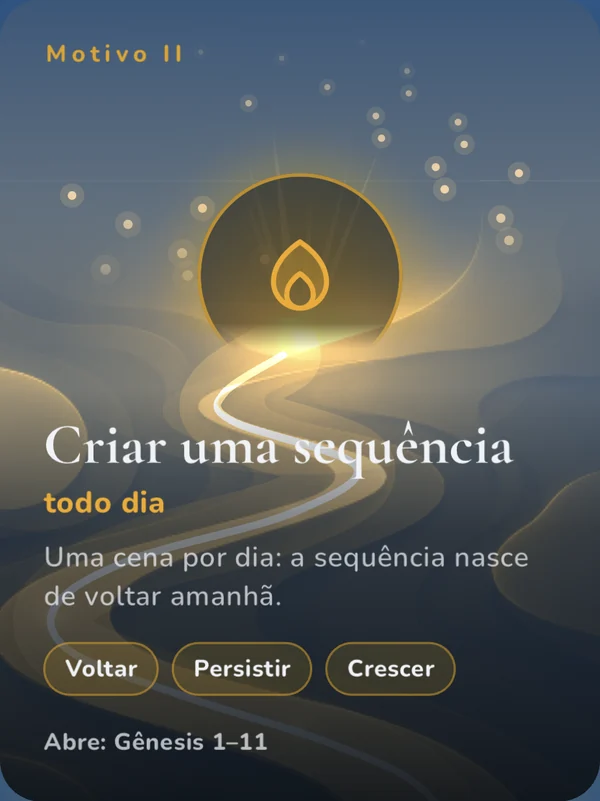 Motivo II
Criar uma sequência
todo dia
Uma cena por dia: a sequência nasce
de voltar amanhã.
Voltar Persistir Crescer
Abre: Gênesis 1–11